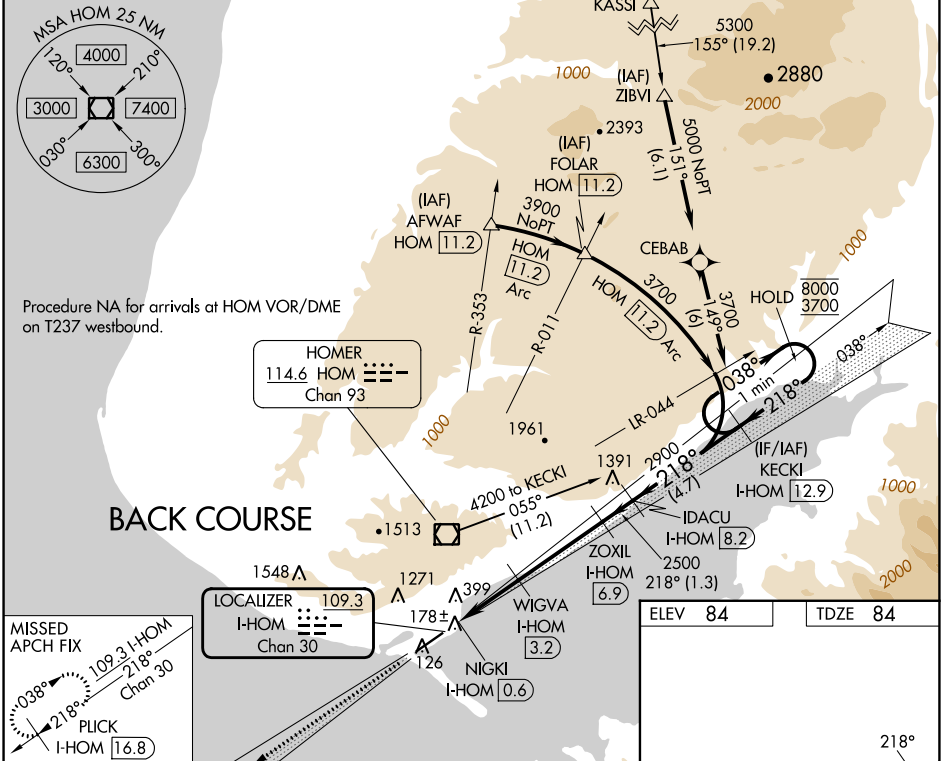 MSA HOM 25 NM
120°
4000
210°
3000
7400
030°
6300
300°
KASSI
5300
155° (19.2)
1000
(IAF)
ZIBVI
2880
2000
2393
5000 NoPT
151°
(6.1)
(IAF)
FOLAR
HOM 11.2
(IAF)
AFWAF
HOM 11.2
3900
NoPT
HOM
11.2
Arc
CEBAB
1000
3700
(6)
HOM 11.2 Arc
3700
149°
HOLD 8000
3700
Procedure NA for arrivals at HOM VOR/DME
on T237 westbound.
R-353
R-011
HOMER
114.6 HOM
Chan 93
038°
038°
1 min
218°
LR-044
1000
1961
2900
218°
(4.7)
(IF/IAF)
KECKI
I-HOM 12.9
1391
4200 to KECKI
055°
(11.2)
1000
BACK COURSE
1513
IDACU
I-HOM 8.2
ZOXIL
I-HOM
6.9
2500
218° (1.3)
2000
1548
1271
399
LOCALIZER 109.3
I-HOM
Chan 30
178±
WIGVA
I-HOM
3.2
126
NIGKI
I-HOM 0.6
MISSED
APCH FIX
109.3 I-HOM
218°
Chan 30
038°
218°
PLICK
I-HOM 16.8
ELEV 84
TDZE 84
218°